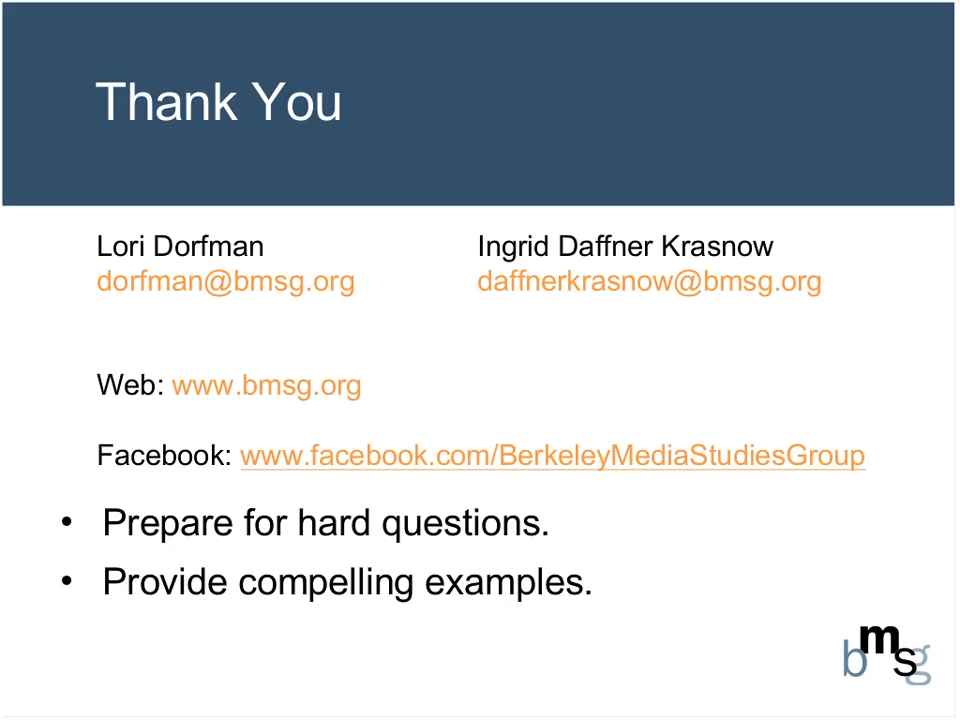 Thank You
Lori Dorfman
Ingrid Daffner Krasnow
dorfman@bmsg.org
daffnerkrasnow@bmsg.org
Web: www.bmsg.org
Facebook: www.facebook.com/BerkeleyMediaStudiesGroup
• Prepare for hard questions.
• Provide compelling examples.
bmsg